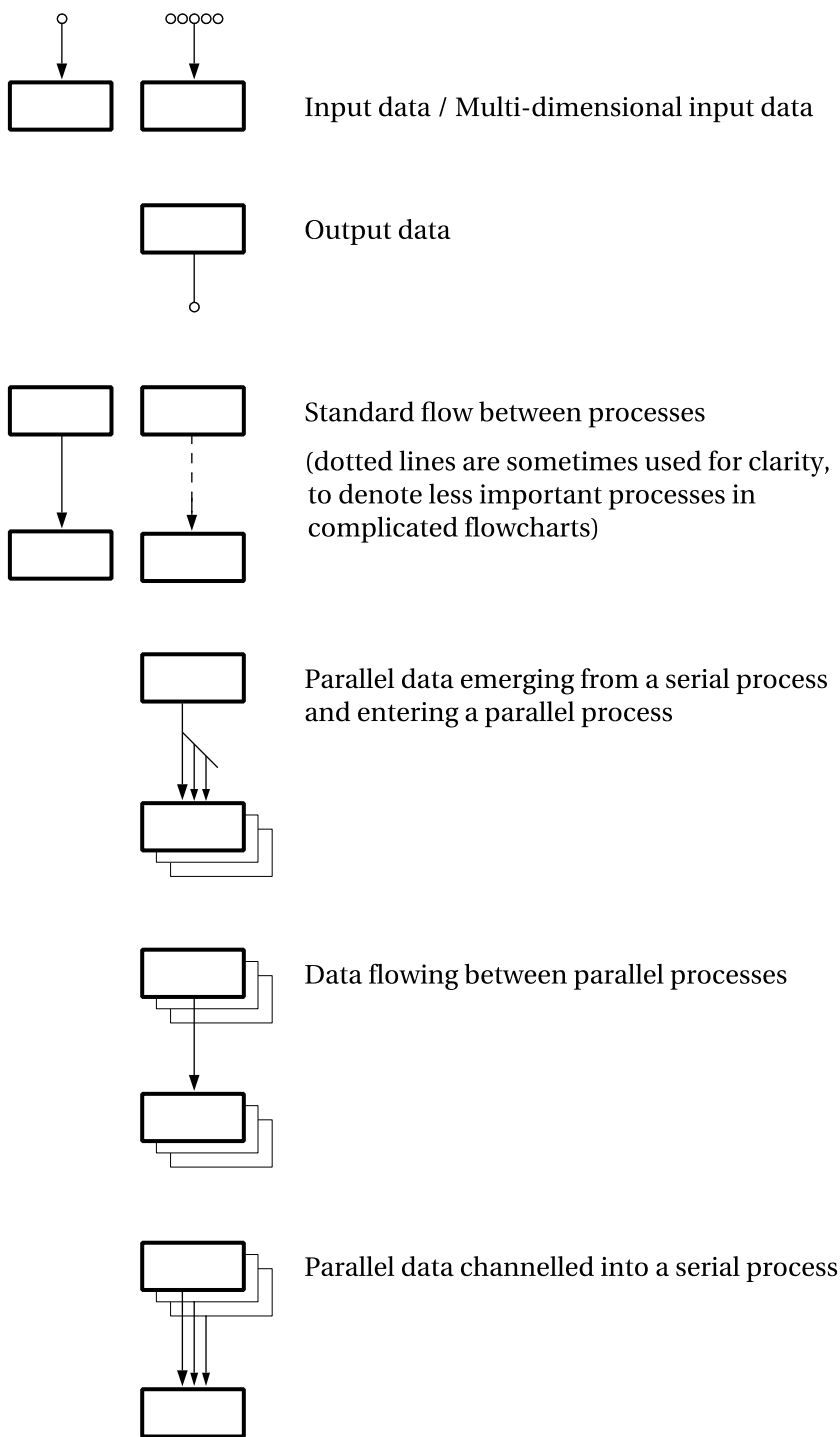 Input data / Multi-dimensional input data
Output data
Standard flow between processes
(dotted lines are sometimes used for clarity,
to denote less important processes in
complicated flowcharts)
Parallel data emerging from a serial process
and entering a parallel process
Data flowing between parallel processes
Parallel data channelled into a serial process